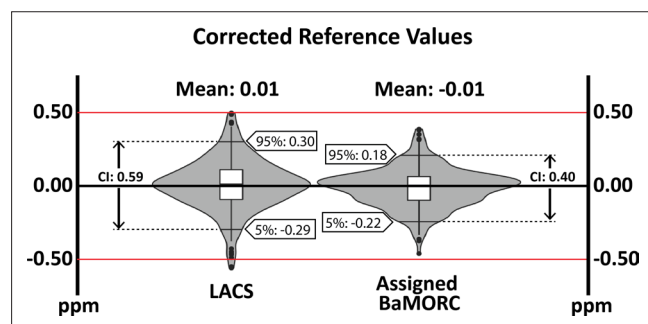 Corrected Reference Values
Mean: 0.01 Mean: -0.01
0.50 0.50
95%: 0.30
95%: 0.18
CI: 0.59 CI: 0.40
0.00 0.00
5%: -0.29 5%: -0.22
-0.50 -0.50
LACS Assigned
BaMORC
ppm ppm